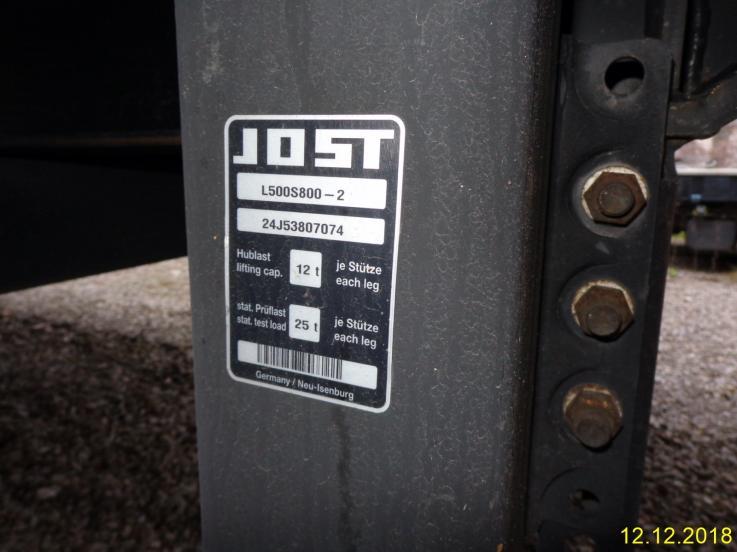 JOST
L500S800-2
24J53807074
Hublast
lifting cap.
12 t
je Stütze
each leg
stat. Prüflast
stat. test load
25 t
je Stütze
each leg
Germany / Neu-Isenburg
12.12.2018